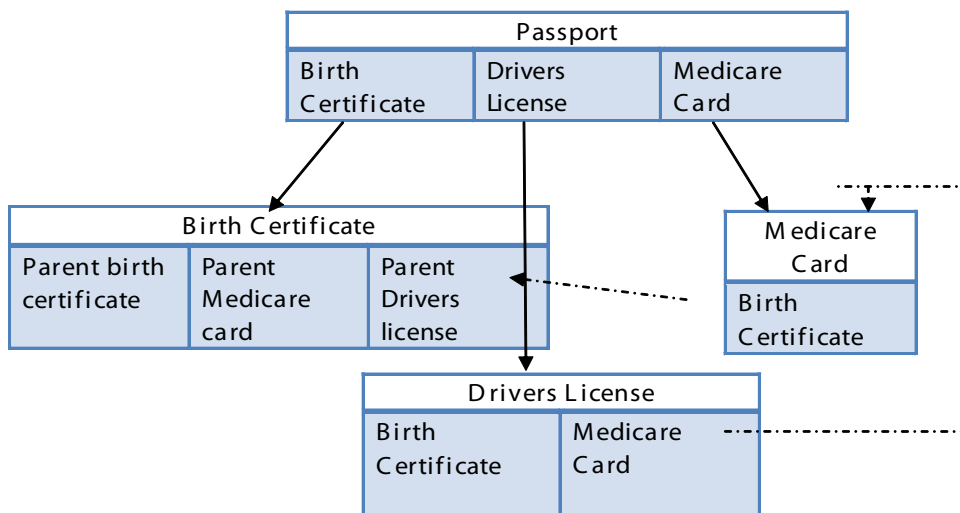 Passport
Birth
Certificate
Drivers
License
Medicare
Card
Birth Certificate
Parent birth
certificate
Parent
Medicare
card
Parent
Drivers
license
Medicare
Card
Birth
Certificate
Drivers License
Birth
Certificate
Medicare
Card